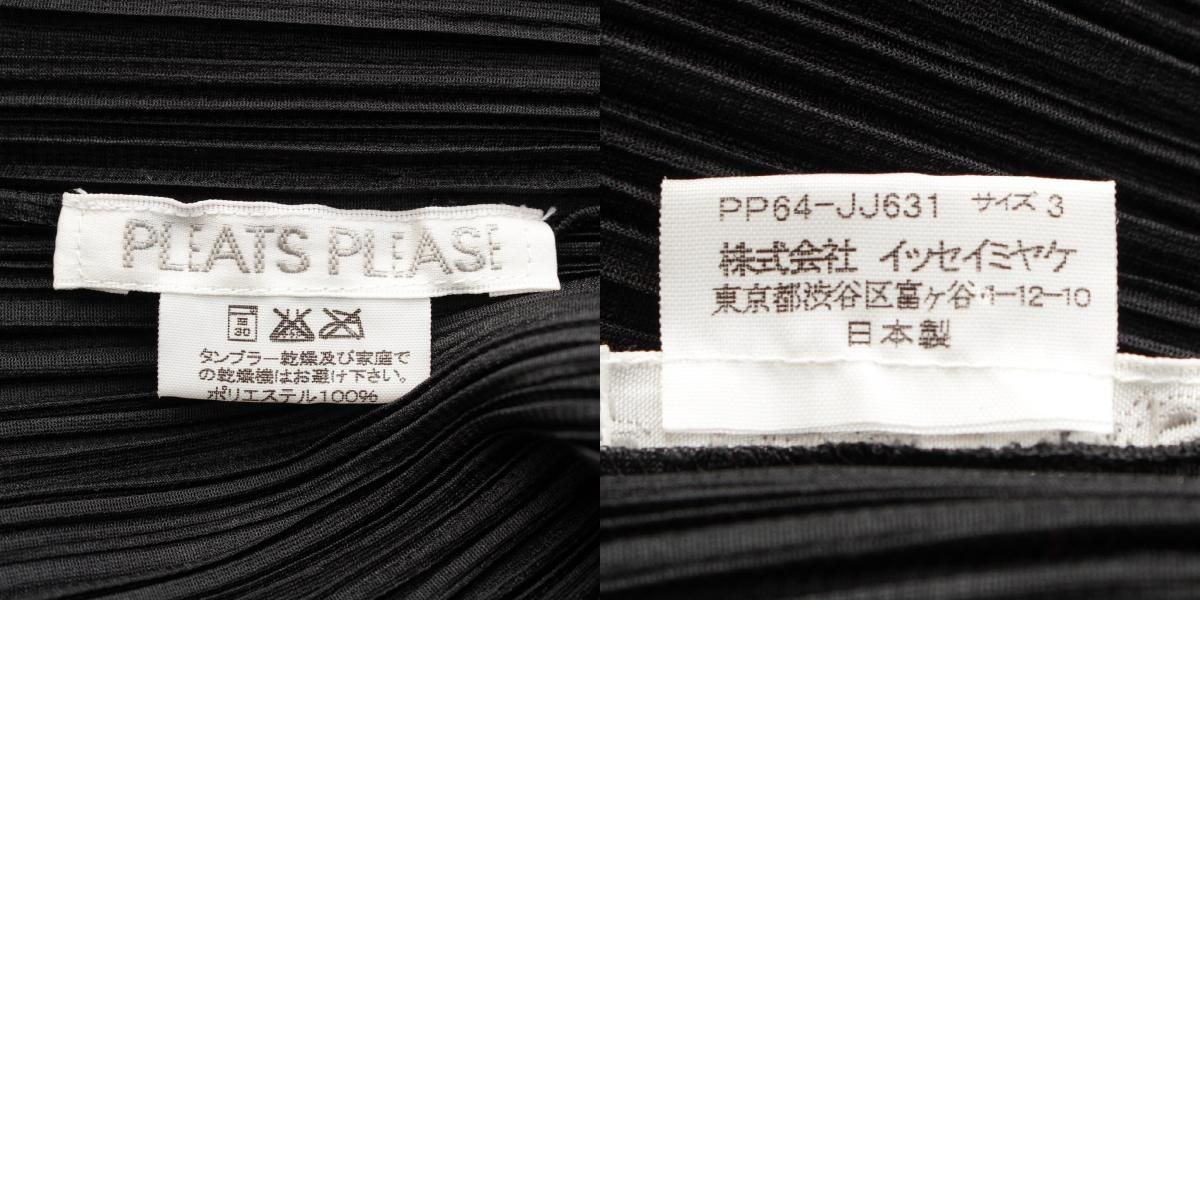 PLEATS PLEASE
30
タンブラー乾燥及び家庭で
の乾燥機はお避け下さい。
ポリエステル100%
PP64-JJ631 サイズ 3
株式会社 イッセイミヤケ
東京都渋谷区富ヶ谷 1-12-10
日本製